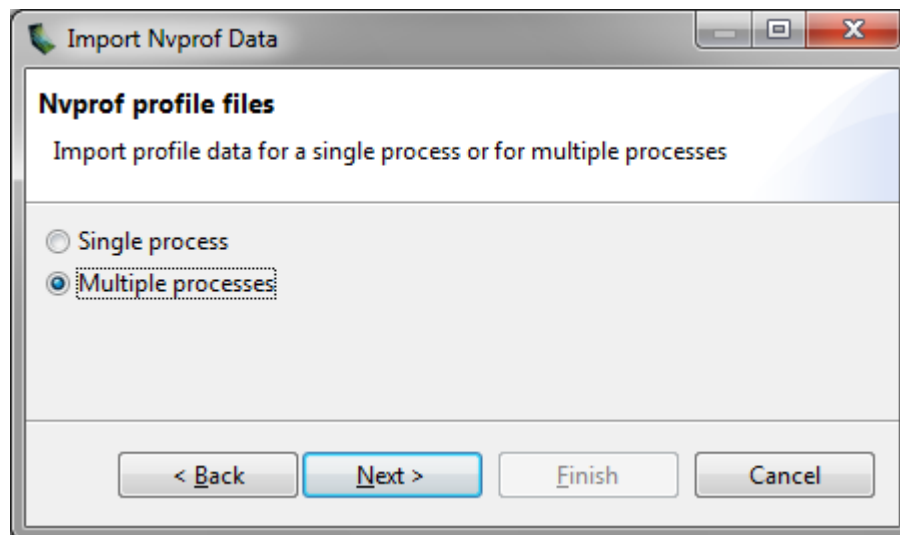 Import Nvprof Data
Nvprof profile files
Import profile data for a single process or for multiple processes
Single process
Multiple processes
< Back Next > Finish Cancel